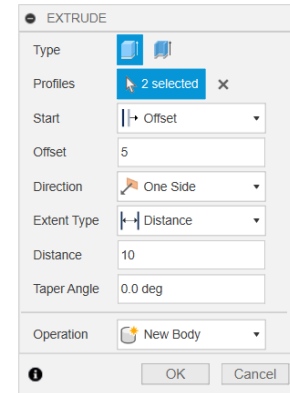 EXTRUDE
Type
Profiles 2 selected
Start Offset
Offset 5
Direction One Side
Extent Type Distance
Distance 10
Taper Angle 0.0 deg
Operation New Body
OK Cancel